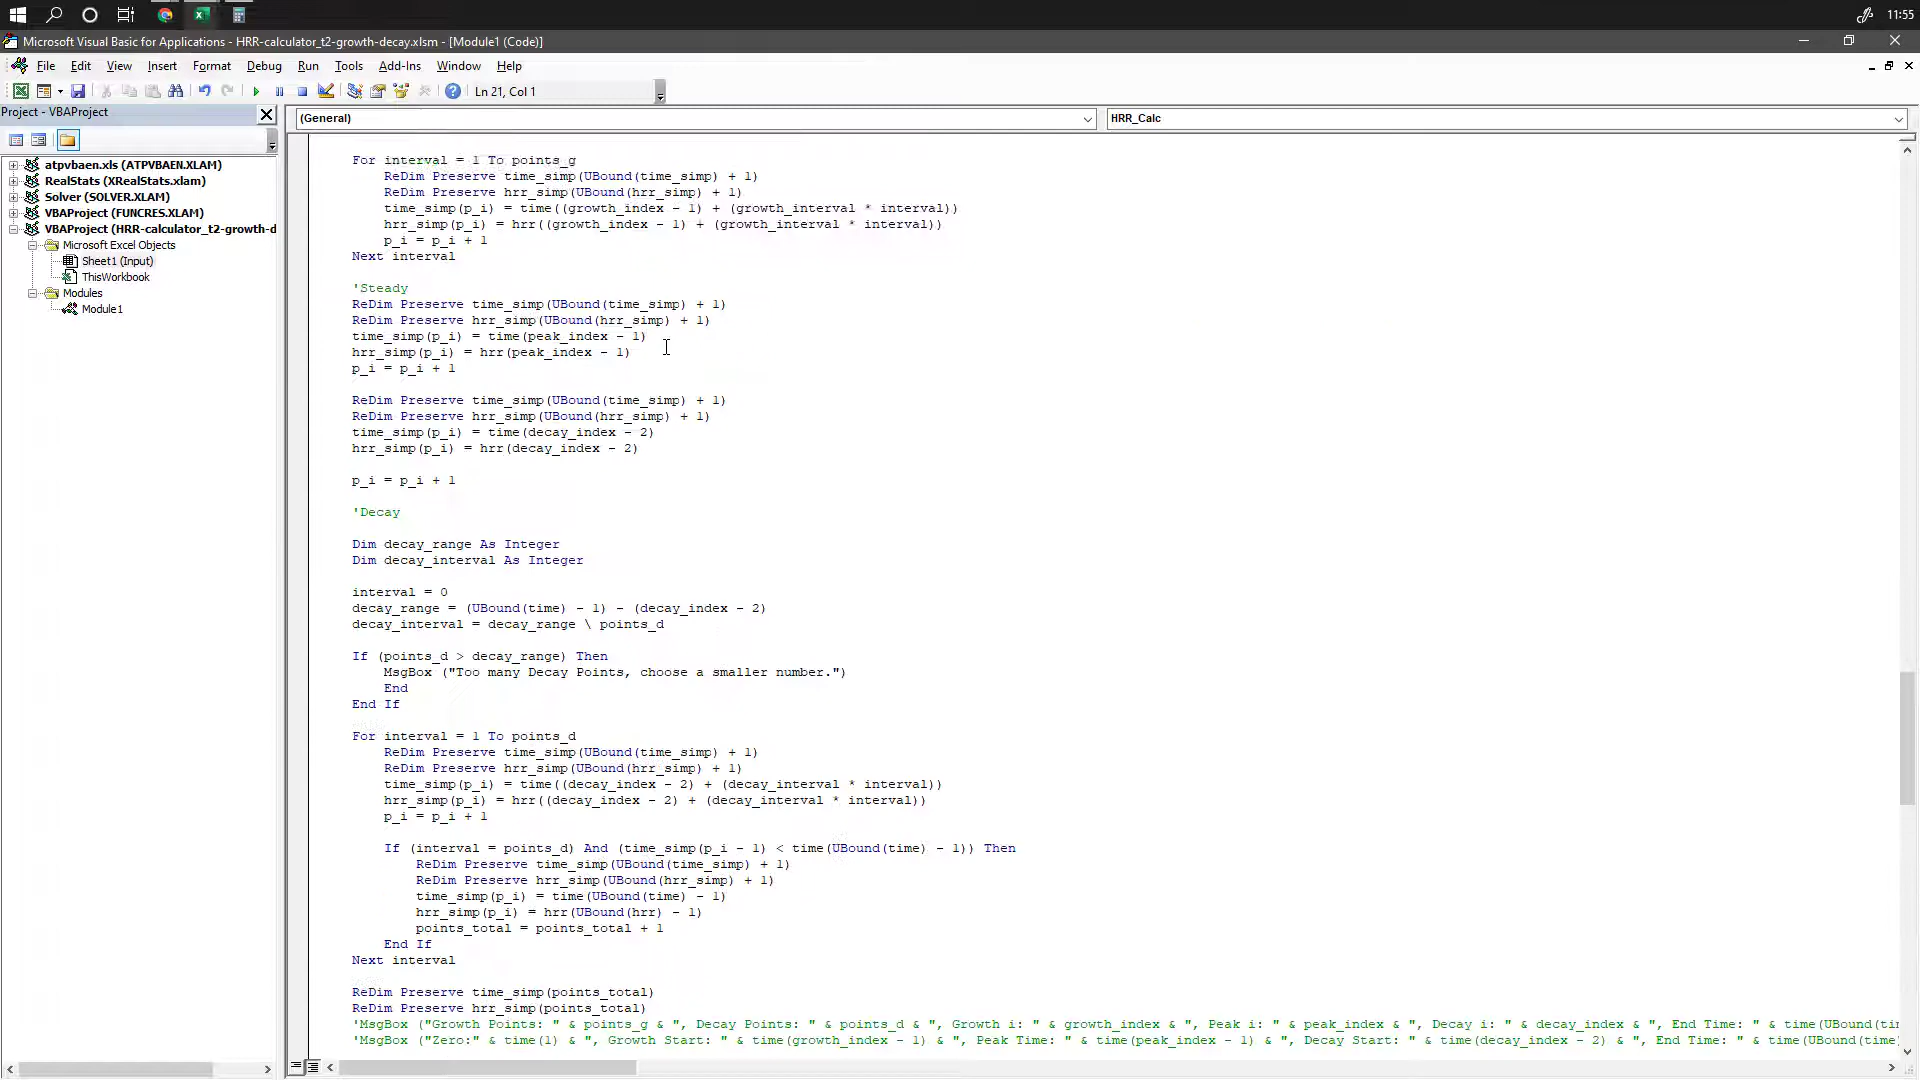 11:55
Microsoft Visual Basic for Applications - HRR-calculator_t2-growth-decay.xlsm - [Module1 (Code)]
File Edit View Insert Format Debug Run Tools Add-Ins Window Help
Ln 21, Col 1
Project - VBAProject
(General)
HRR_Calc
atpvbaen.xls (ATPVBAEN.XLAM)
RealStats (XRealStats.xlam)
Solver (SOLVER.XLAM)
VBAProject (FUNCRES.XLAM)
VBAProject (HRR-calculator_t2-growth-d
Microsoft Excel Objects
Sheet1 (Input)
ThisWorkbook
Modules
Module1
For interval = 1 To points_g
ReDim Preserve time_simp(UBound(time_simp) + 1)
ReDim Preserve hrr_simp(UBound(hrr_simp) + 1)
time_simp(p_i) = time((growth_index - 1) + (growth_interval * interval))
hrr_simp(p_i) = hrr((growth_index - 1) + (growth_interval * interval))
p_i = p_i + 1
Next interval
'Steady
ReDim Preserve time_simp(UBound(time_simp) + 1)
ReDim Preserve hrr_simp(UBound(hrr_simp) + 1)
time_simp(p_i) = time(peak_index - 1)
hrr_simp(p_i) = hrr(peak_index - 1)
p_i = p_i + 1
ReDim Preserve time_simp(UBound(time_simp) + 1)
ReDim Preserve hrr_simp(UBound(hrr_simp) + 1)
time_simp(p_i) = time(decay_index - 2)
hrr_simp(p_i) = hrr(decay_index - 2)
p_i = p_i + 1
'Decay
Dim decay_range As Integer
Dim decay_interval As Integer
interval = 0
decay_range = (UBound(time) - 1) - (decay_index - 2)
decay_interval = decay_range \ points_d
If (points_d > decay_range) Then
MsgBox ("Too many Decay Points, choose a smaller number.")
End
End If
For interval = 1 To points_d
ReDim Preserve time_simp(UBound(time_simp) + 1)
ReDim Preserve hrr_simp(UBound(hrr_simp) + 1)
time_simp(p_i) = time((decay_index - 2) + (decay_interval * interval))
hrr_simp(p_i) = hrr((decay_index - 2) + (decay_interval * interval))
p_i = p_i + 1
If (interval = points_d) And (time_simp(p_i - 1) < time(UBound(time) - 1)) Then
ReDim Preserve time_simp(UBound(time_simp) + 1)
ReDim Preserve hrr_simp(UBound(hrr_simp) + 1)
time_simp(p_i) = time(UBound(time) - 1)
hrr_simp(p_i) = hrr(UBound(hrr) - 1)
points_total = points_total + 1
End If
Next interval
ReDim Preserve time_simp(points_total)
ReDim Preserve hrr_simp(points_total)
'MsgBox ("Growth Points: " & points_g & ", Decay Points: " & points_d & ", Growth i: " & growth_index & ", Peak i: " & peak_index & ", Decay i: " & decay_index & ", End Time: " & time(UBound(tim
'MsgBox ("Zero:" & time(1) & ", Growth Start: " & time(growth_index - 1) & ", Peak Time: " & time(peak_index - 1) & ", Decay Start: " & time(decay_index - 2) & ", End Time: " & time(UBound(time